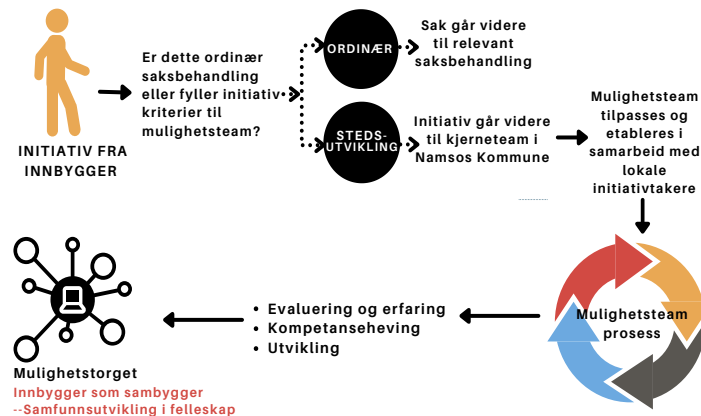 INITIATIV FRA
INNBYGGER
Er dette ordinær
saksbehandling
eller fyller initiativ
kriterier til
mulighetsteam?
ORDINÆR
Sak går videre
til relevant
saksbehandling
STEDS-
UTVIKLING
Initiativ går videre
til kjerneteam i
Namsos Kommune
Mulighetsteam
tilpasses og
etableres i
samarbeid med
lokale
initiativtakere
Mulighetsteam
prosess
• Evaluering og erfaring
• Kompetanseheving
• Utvikling
Mulighetstorget
Innbygger som sambygger
--Samfunnsutvikling i felleskap